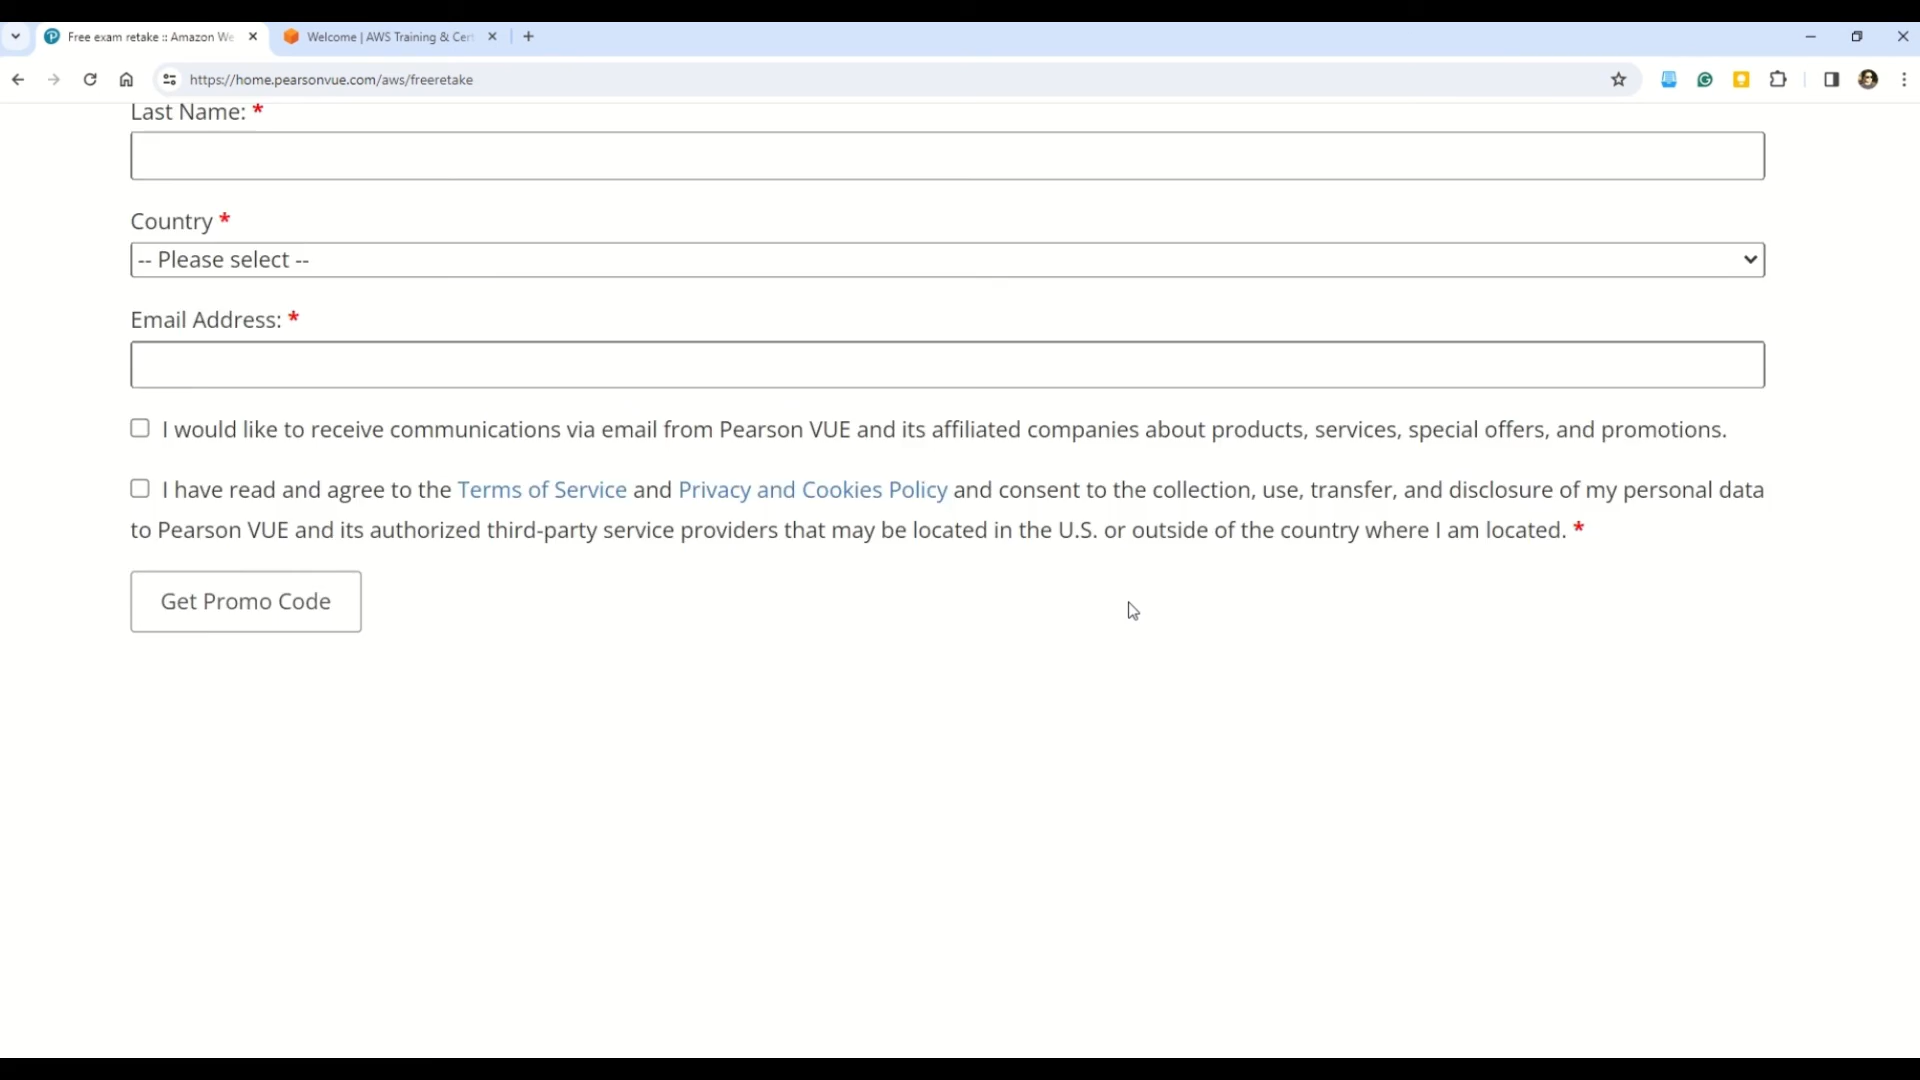 Free exam retake :: Amazon We
Welcome | AWS Training & Cert
https://home.pearsonvue.com/aws/freeretake
Last Name: *
Country *
-- Please select --
Email Address: *
I would like to receive communications via email from Pearson VUE and its affiliated companies about products, services, special offers, and promotions.
I have read and agree to the Terms of Service and Privacy and Cookies Policy and consent to the collection, use, transfer, and disclosure of my personal data
to Pearson VUE and its authorized third-party service providers that may be located in the U.S. or outside of the country where I am located. *
Get Promo Code